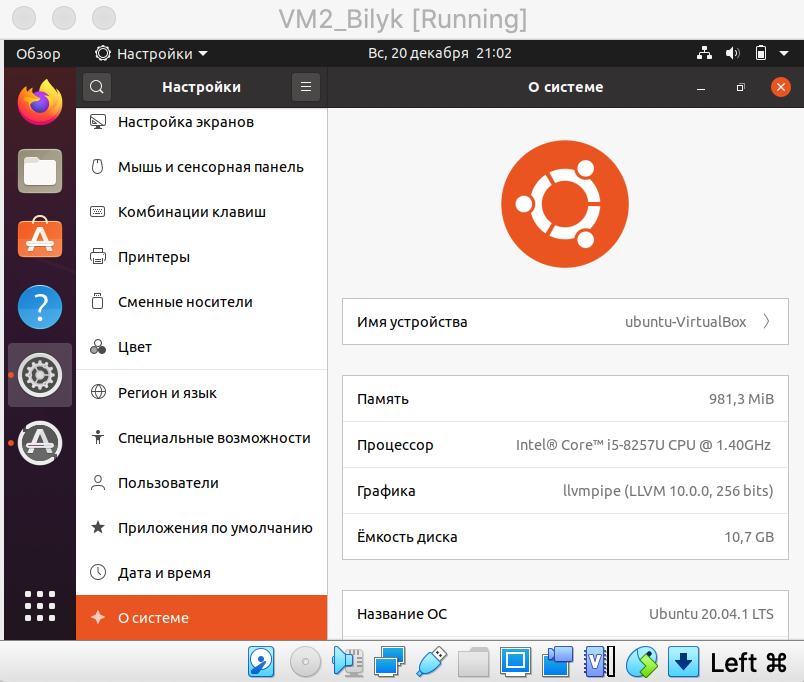 VM2_Bilyk [Running]
Обзор Настройки Вс, 20 декабря 21:02
Настройки О системе
Настройка экранов
Мышь и сенсорная панель
Комбинации клавиш
Принтеры
Сменные носители
Цвет
Регион и язык
Специальные возможности
Пользователи
Приложения по умолчанию
Дата и время
О системе
Имя устройства ubuntu-VirtualBox
Память 981,3 MiB
Процессор Intel® Core™ i5-8257U CPU @ 1.40GHz
Графика llvmpipe (LLVM 10.0.0, 256 bits)
Ёмкость диска 10,7 GB
Название ОС Ubuntu 20.04.1 LTS
Left ⌘